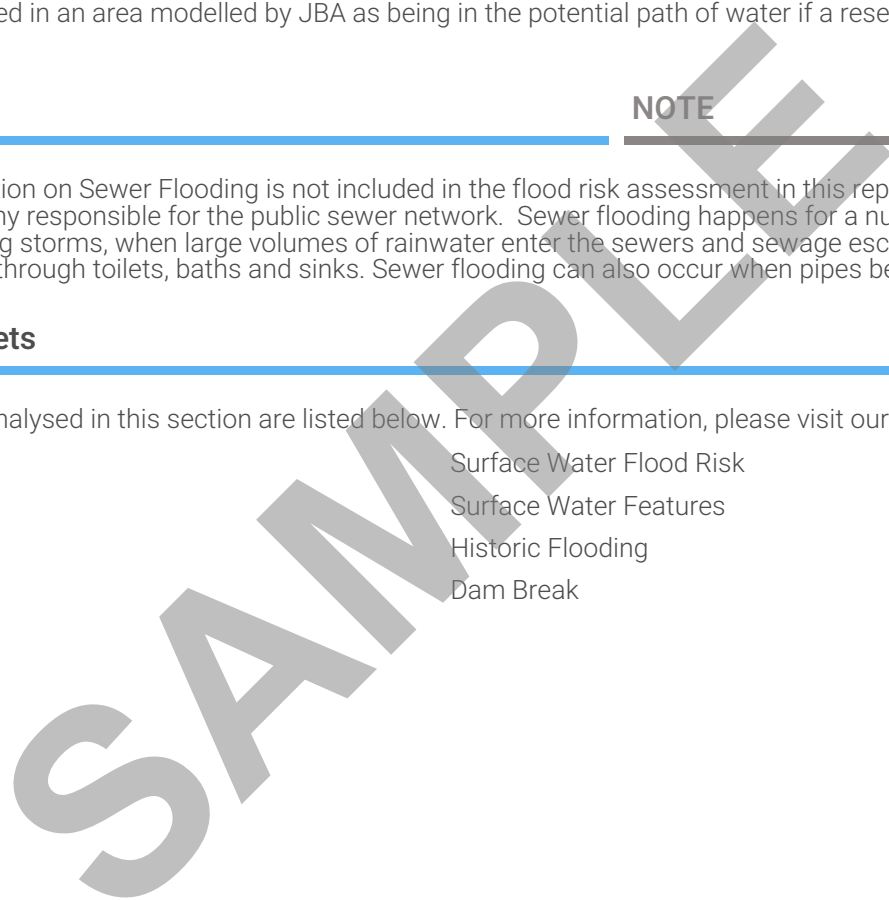 ed in an area modelled by JBA as being in the potential path of water if a rese
NOTE
tion on Sewer Flooding is not included in the flood risk assessment in this rep
ny responsible for the public sewer network. Sewer flooding happens for a nu
g storms, when large volumes of rainwater enter the sewers and sewage esc
through toilets, baths and sinks. Sewer flooding can also occur when pipes be
ets
nalysed in this section are listed below. For more information, please visit our
Surface Water Flood Risk
Surface Water Features
Historic Flooding
Dam Break
SAMPLE